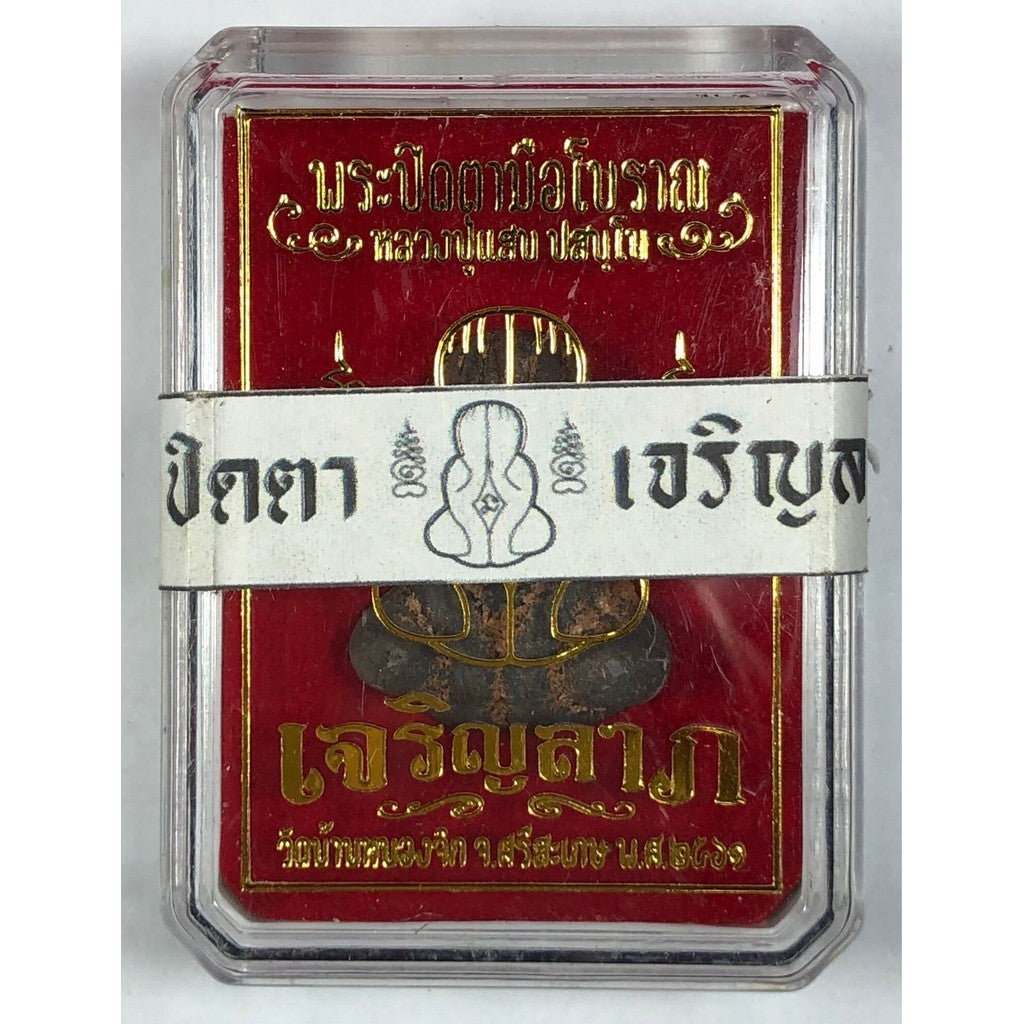 พระปิดตามือโบราณ
หลวงปู่แสน ปสนฺโน
ปิดตา เจริญล
เจริญลาภ
วัดบ้านหนองจิก จ.ศรีสะเกษ พ.ศ.๒๕๖๑